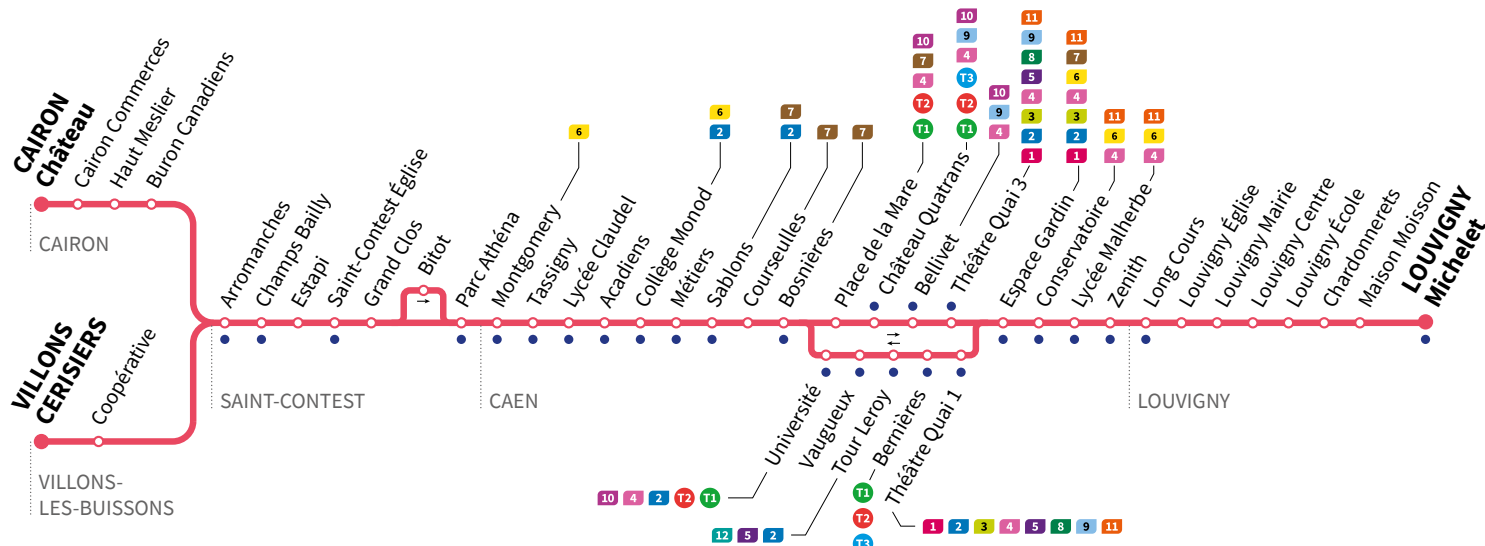 CAIRON
Château
Cairon Commerces
Haut Meslier
Buron Canadiens
CAIRON
VILLONS
CERISIERS
Coopérative
VILLONS-
LES-BUISSONS
Arromanches
Champs Bailly
Estapi
Saint-Contest Église
Grand Clos
Bitot
Parc Athéna
SAINT-CONTEST
Montgomery
6
Tassigny
Lycée Claudel
Acadiens
Collège Monod
6
2
Métiers
Sablons
7
2
Courseulles
7
Bosnières
7
CAEN
Place de la Mare
10
7
4
T2
T1
Château Quatrans
10
9
4
T3
T2
T1
Bellivet
10
9
4
Théâtre Quai 3
11
9
8
5
4
3
2
1
Université
10 4 2 T2 T1
Vaugueux
Tour Leroy
12 5 2
Bernières
T1
T2
T3
Théâtre Quai 1
1 2 3 4 5 8 9 11
Espace Gardin
11
7
6
4
3
2
1
Conservatoire
11
6
4
Lycée Malherbe
11
6
4
Zenith
Long Cours
Louvigny Église
Louvigny Mairie
Louvigny Centre
Louvigny École
Chardonnerets
Maison Moisson
LOUVIGNY
Michelet
LOUVIGNY